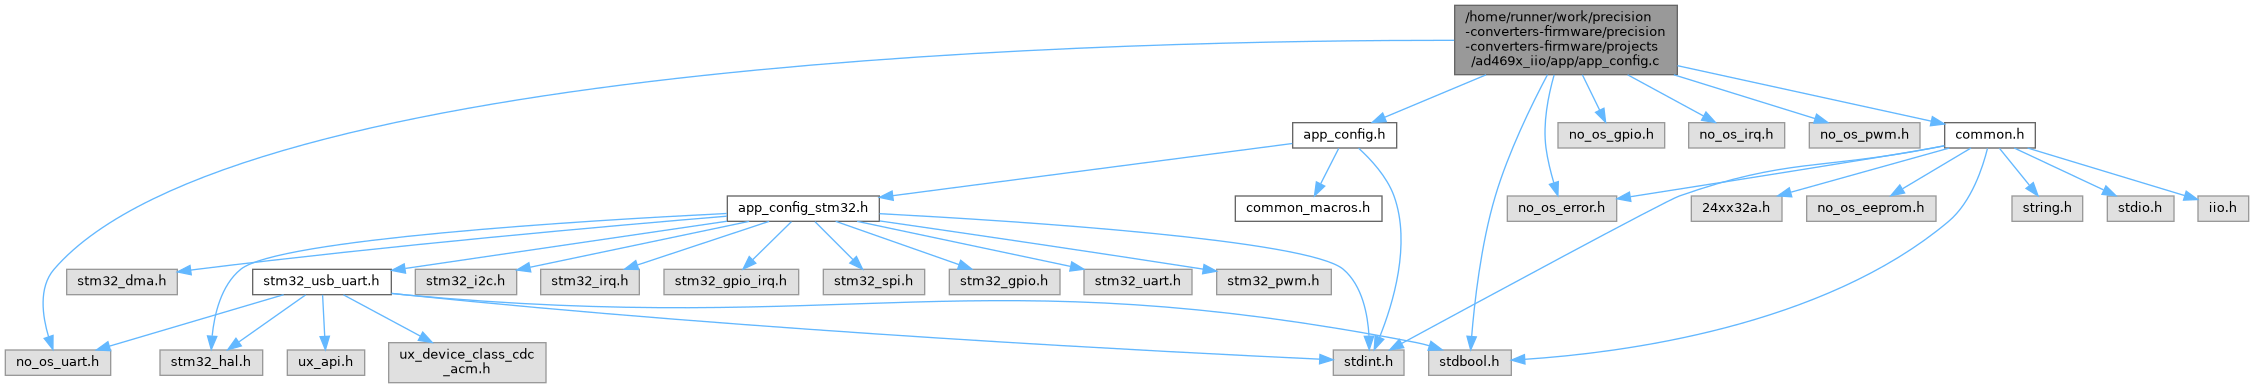 /home/runner/work/precision
-converters-firmware/precision
-converters-firmware/projects
/ad469x_iio/app/app_config.c
app_config.h
no_os_gpio.h
no_os_irq.h
no_os_pwm.h
common.h
app_config_stm32.h
common_macros.h
no_os_error.h
24xx32a.h
no_os_eeprom.h
string.h
stdio.h
iio.h
stm32_dma.h
stm32_usb_uart.h
stm32_i2c.h
stm32_irq.h
stm32_gpio_irq.h
stm32_spi.h
stm32_gpio.h
stm32_uart.h
stm32_pwm.h
no_os_uart.h
stm32_hal.h
ux_api.h
ux_device_class_cdc
_acm.h
stdint.h
stdbool.h